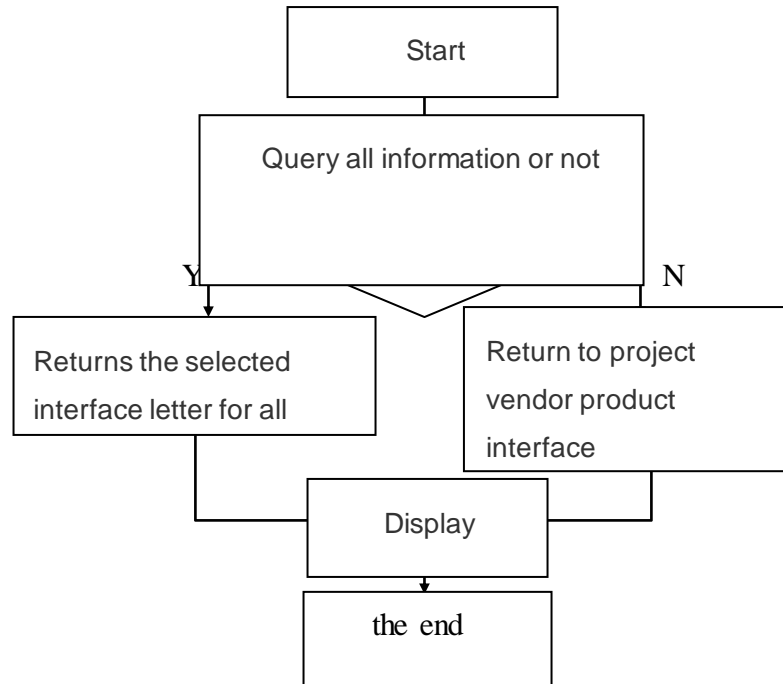 Start
Query all information or not
Y
N
Returns the selected
interface letter for all
Return to project
vendor product
interface
Display
the end